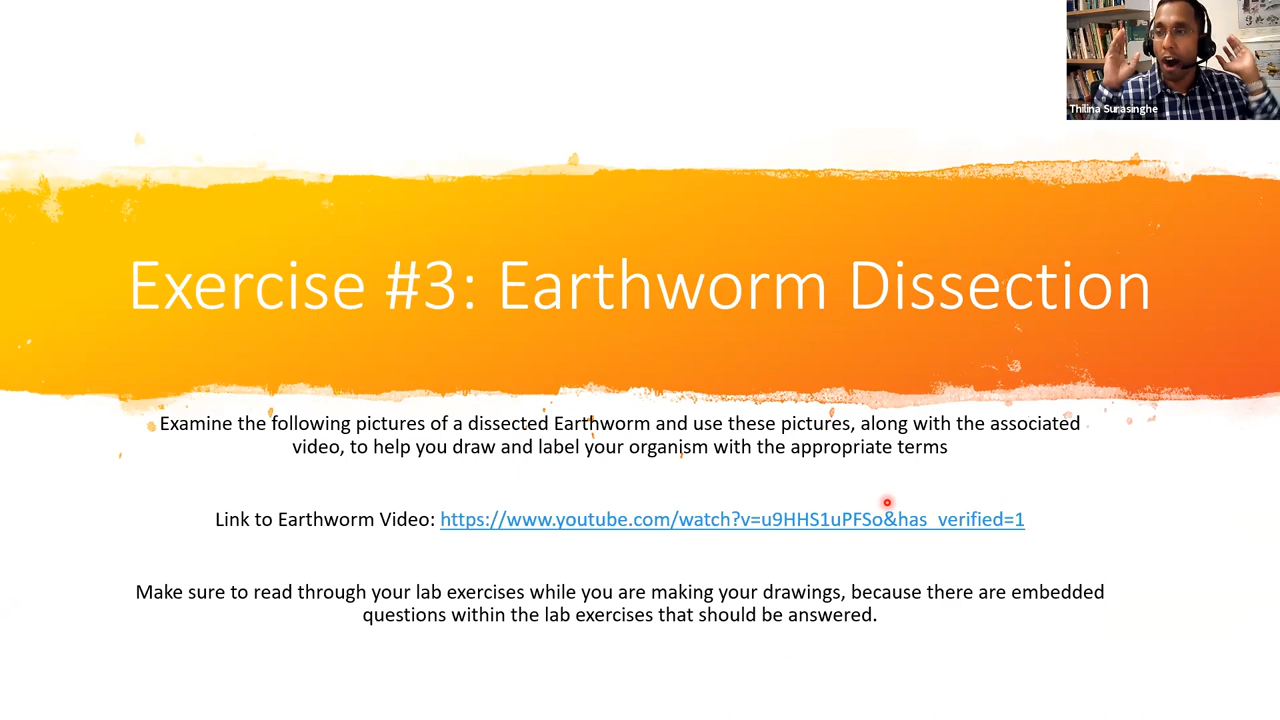 Thilina Surasinghe
Exercise #3: Earthworm Dissection
Examine the following pictures of a dissected Earthworm and use these pictures, along with the associated
video, to help you draw and label your organism with the appropriate terms
Link to Earthworm Video: https://www.youtube.com/watch?v=u9HHS1uPFSo&has_verified=1
Make sure to read through your lab exercises while you are making your drawings, because there are embedded
questions within the lab exercises that should be answered.